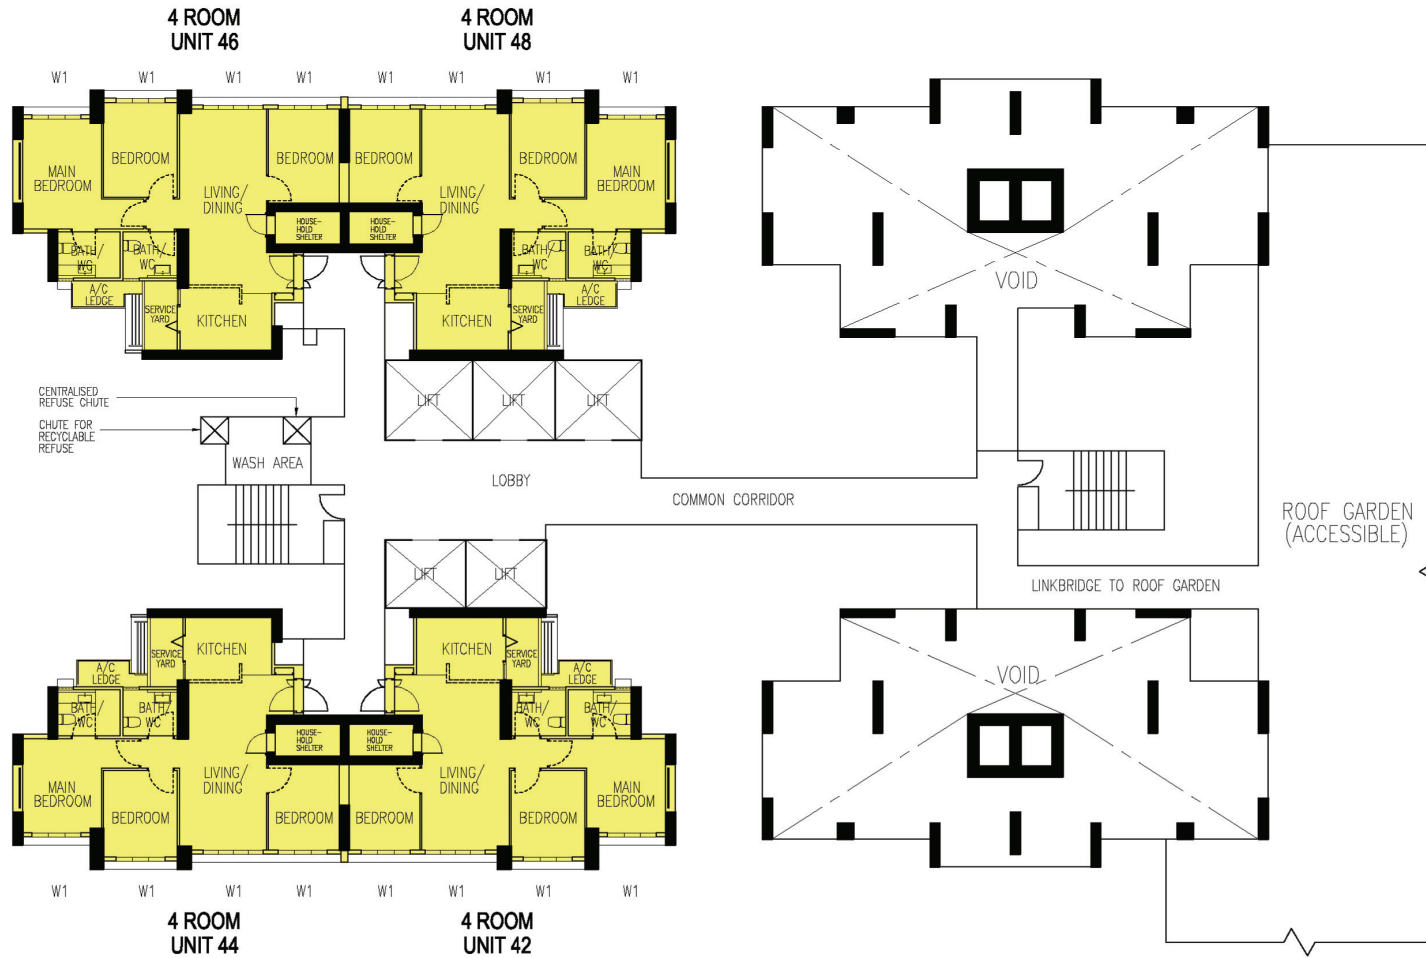 4 ROOM
UNIT 46
4 ROOM
UNIT 48
W1 W1 W1 W1 W1 W1 W1 W1
MAIN
BEDROOM
BEDROOM
LIVING/
DINING
BEDROOM
BEDROOM
LIVING/
DINING
BEDROOM
MAIN
BEDROOM
HOUSE-
HOLD
SHELTER
HOUSE-
HOLD
SHELTER
BATH/
WC
BATH/
WC
BATH/
WC
BATH/
WC
A/C
LEDGE
SERVICE
YARD
KITCHEN
KITCHEN
SERVICE
YARD
A/C
LEDGE
VOID
CENTRALISED
REFUSE CHUTE
CHUTE FOR
RECYCLABLE
REFUSE
LIFT
LIFT
LIFT
WASH AREA
LOBBY
COMMON CORRIDOR
ROOF GARDEN
(ACCESSIBLE)
LIFT
LIFT
LINKBRIDGE TO ROOF GARDEN
A/C
LEDGE
SERVICE
YARD
KITCHEN
KITCHEN
SERVICE
YARD
A/C
LEDGE
VOID
BATH/
WC
BATH/
WC
BATH/
WC
BATH/
WC
HOUSE-
HOLD
SHELTER
HOUSE-
HOLD
SHELTER
MAIN
BEDROOM
BEDROOM
LIVING/
DINING
BEDROOM
BEDROOM
LIVING/
DINING
BEDROOM
MAIN
BEDROOM
W1 W1 W1 W1 W1 W1 W1 W1
4 ROOM
UNIT 44
4 ROOM
UNIT 42